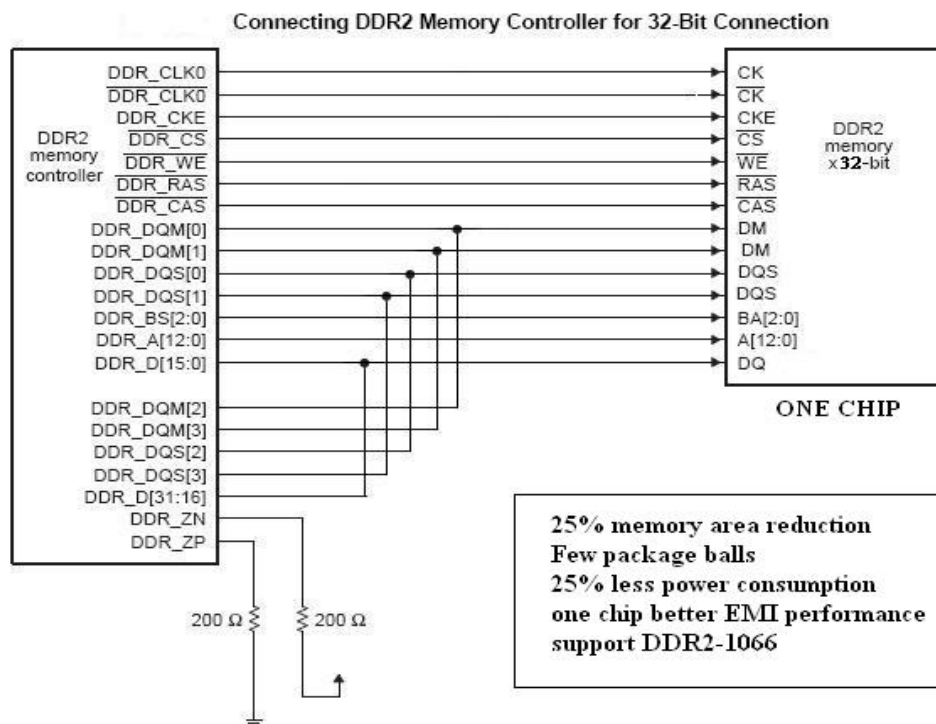 Connecting DDR2 Memory Controller for 32-Bit Connection
DDR2
memory
controller
DDR_CLK0
DDR_CLK0
DDR_CKE
DDR_CS
DDR_WE
DDR_RAS
DDR_CAS
DDR_DQM[0]
DDR_DQM[1]
DDR_DQS[0]
DDR_DQS[1]
DDR_BS[2:0]
DDR_A[12:0]
DDR_D[15:0]
DDR_DQM[2]
DDR_DQM[3]
DDR_DQS[2]
DDR_DQS[3]
DDR_D[31:16]
DDR_ZN
DDR_ZP
200 Ω
200 Ω
CK
CK
CKE
CS
WE
RAS
CAS
DM
DM
DQS
DQS
BA[2:0]
A[12:0]
DQ
DDR2
memory
x32-bit
ONE CHIP
25% memory area reduction
Few package balls
25% less power consumption
one chip better EMI performance
support DDR2-1066